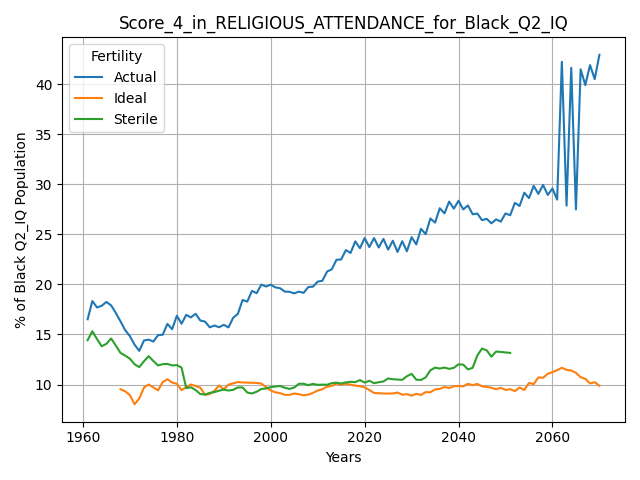 Score_4_in_RELIGIOUS_ATTENDANCE_for_Black_Q2_IQ
Fertility
Actual
Ideal
Sterile
% of Black Q2_IQ Population
40
35
30
25
20
15
10
1960
1980
2000
2020
2040
2060
Years